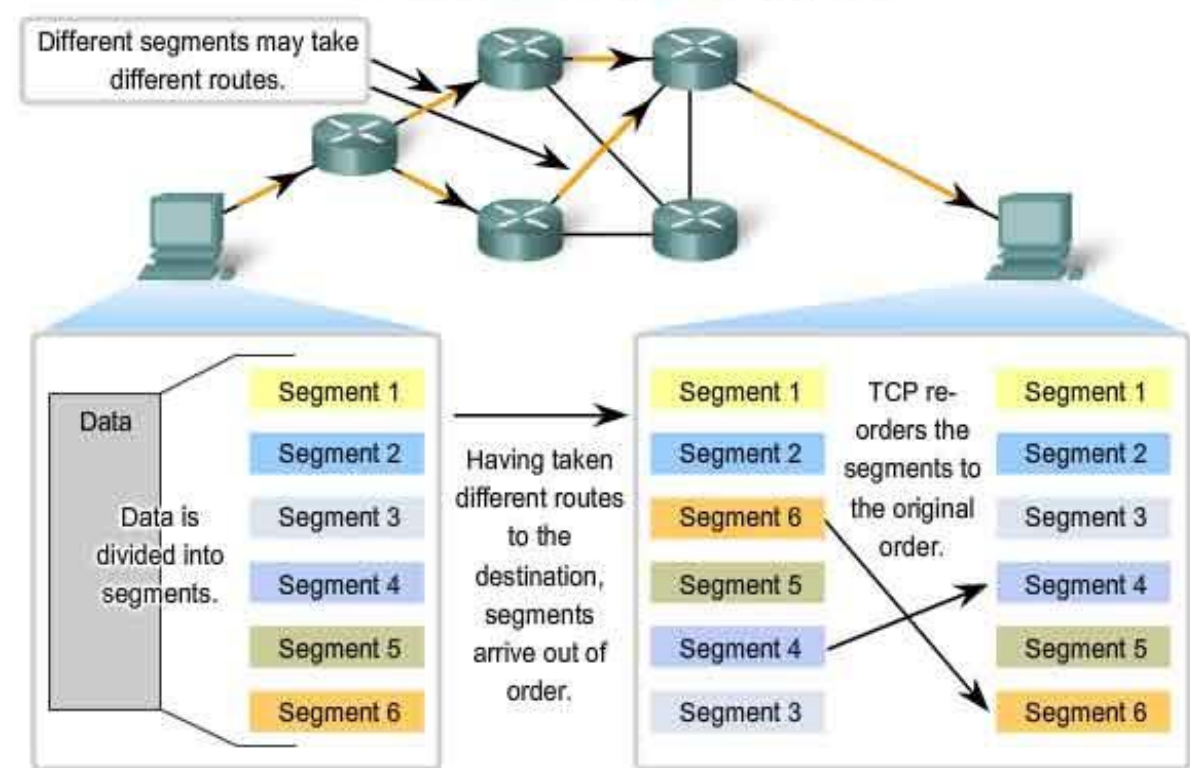 Different segments may take
different routes.
Data
Data is
divided into
segments.
Segment 1
Segment 2
Segment 3
Segment 4
Segment 5
Segment 6
Having taken
different routes
to the
destination,
segments
arrive out of
order.
Segment 1
Segment 2
Segment 6
Segment 5
Segment 4
Segment 3
TCP re-
orders the
segments to
the original
order.
Segment 1
Segment 2
Segment 3
Segment 4
Segment 5
Segment 6